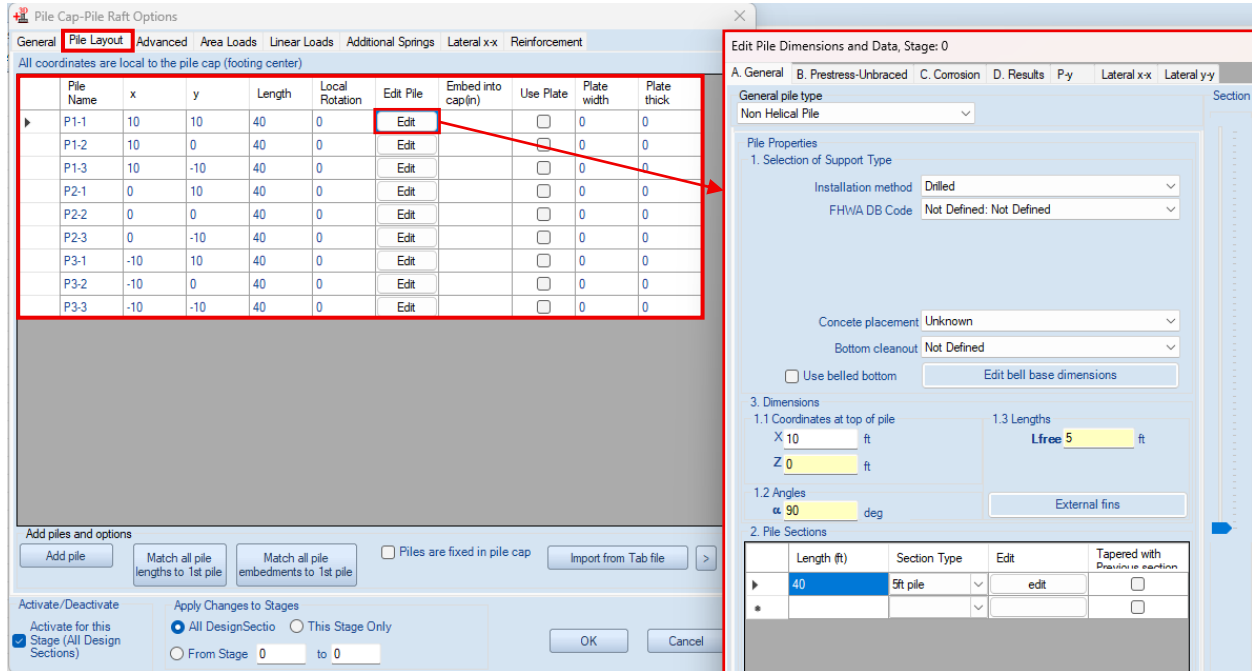 Pile Cap-Pile Raft Options
General Pile Layout Advanced Area Loads Linear Loads Additional Springs Lateral x-x Reinforcement
All coordinates are local to the pile cap (footing center)
Pile Name x y Length Local Rotation Edit Pile Embed into cap(in) Use Plate Plate width Plate thick
P1-1 10 10 40 0 Edit 0 0
P1-2 10 0 40 0 Edit 0 0
P1-3 10 -10 40 0 Edit 0 0
P2-1 0 10 40 0 Edit 0 0
P2-2 0 0 40 0 Edit 0 0
P2-3 0 -10 40 0 Edit 0 0
P3-1 -10 10 40 0 Edit 0 0
P3-2 -10 0 40 0 Edit 0 0
P3-3 -10 -10 40 0 Edit 0 0
Add piles and options
Add pile
Match all pile lengths to 1st pile
Match all pile embedments to 1st pile
Piles are fixed in pile cap
Import from Tab file
>
Activate/Deactivate
Activate for this
Stage (All Design
Sections)
Apply Changes to Stages
All DesignSectio This Stage Only
From Stage 0 to 0
OK
Cancel
Edit Pile Dimensions and Data, Stage: 0
A. General B. Prestress-Unbraced C. Corrosion D. Results P-y Lateral x-x Lateral y-y
General pile type
Non Helical Pile
Section
Pile Properties
1. Selection of Support Type
Installation method Drilled
FHWA DB Code Not Defined: Not Defined
Concete placement Unknown
Bottom cleanout Not Defined
Use belled bottom
Edit bell base dimensions
3. Dimensions
1.1 Coordinates at top of pile
X 10 ft
Z 0 ft
1.3 Lengths
Lfree 5 ft
1.2 Angles
α 90 deg
External fins
2. Pile Sections
Length (ft) Section Type Edit Tapered with Previous section
40 5ft pile edit